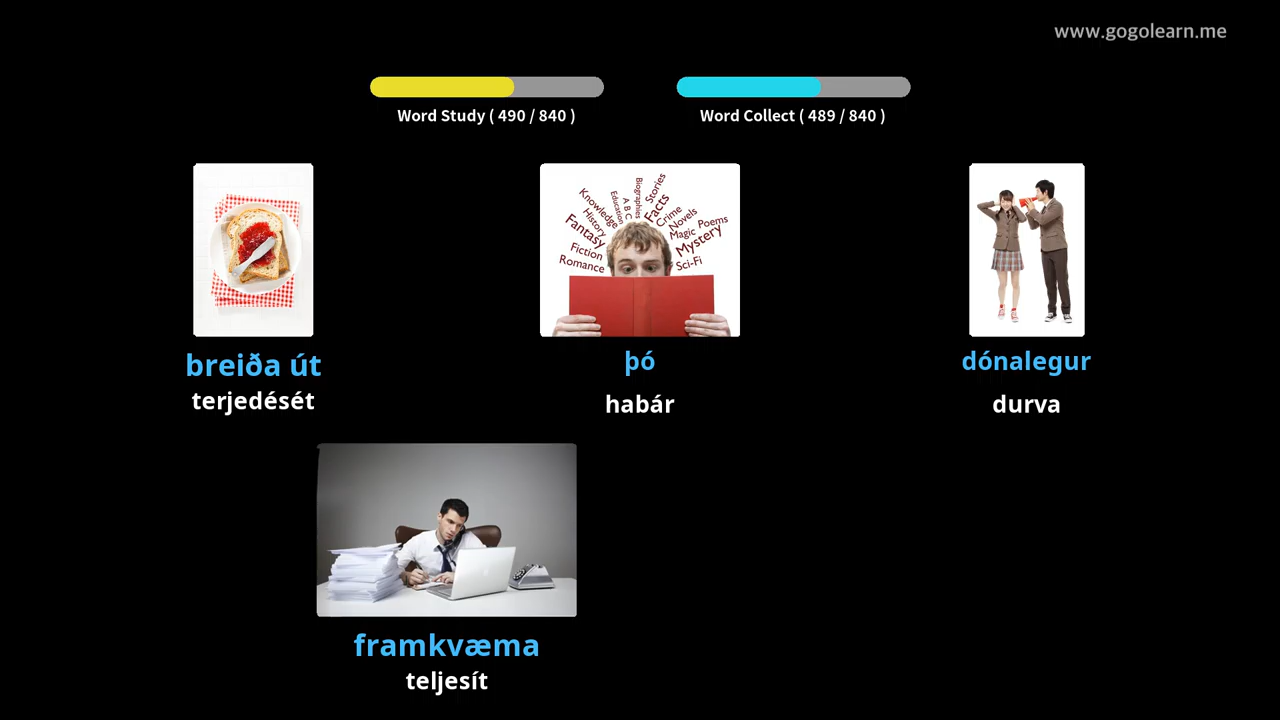 www.gogolearn.me
Word Study ( 490 / 840 )
Word Collect ( 489 / 840 )
Knowledge
History
Fantasy
Fiction
Romance
Education
A B C
Biographies
Stories
Facts
Crime
Novels
Magic Poems
Mystery
Sci-Fi
breiða út
terjedését
þó
habár
dónalegur
durva
framkvæma
teljesít